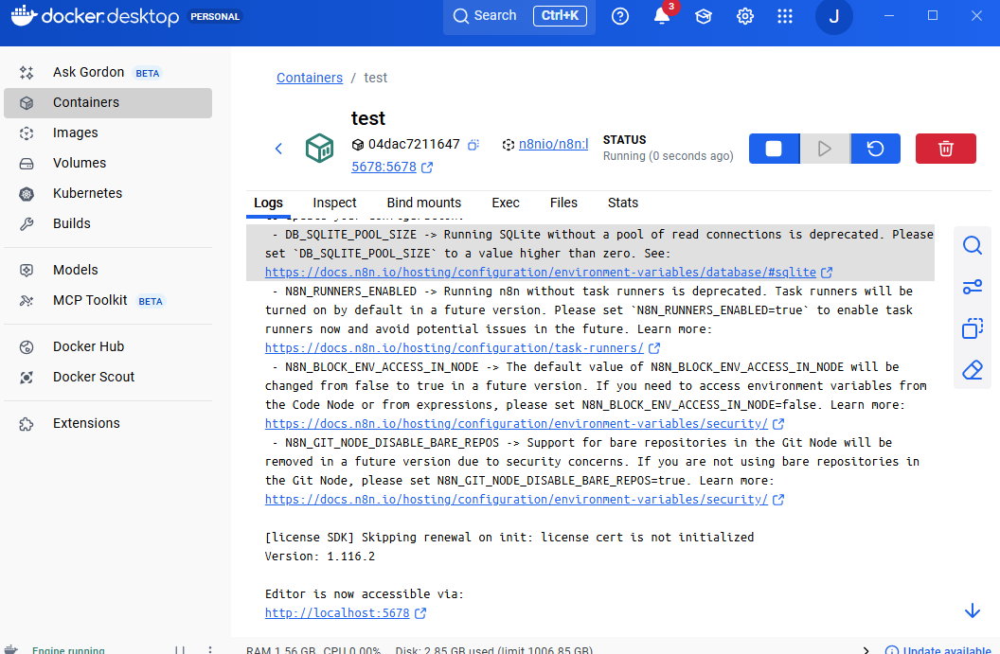 docker.desktop PERSONAL
Search Ctrl+K
3
J
Ask Gordon BETA
Containers
Images
Volumes
Kubernetes
Builds
Models
MCP Toolkit BETA
Docker Hub
Docker Scout
Extensions
Containers / test
test
04dac7211647
n8nio/n8n:l
5678:5678
STATUS
Running (0 seconds ago)
Logs Inspect Bind mounts Exec Files Stats
- DB_SQLITE_POOL_SIZE -> Running SQLite without a pool of read connections is deprecated. Please
set `DB_SQLITE_POOL_SIZE` to a value higher than zero. See:
https://docs.n8n.io/hosting/configuration/environment-variables/database/#sqlite
- N8N_RUNNERS_ENABLED -> Running n8n without task runners is deprecated. Task runners will be
turned on by default in a future version. Please set `N8N_RUNNERS_ENABLED=true` to enable task
runners now and avoid potential issues in the future. Learn more:
https://docs.n8n.io/hosting/configuration/task-runners/
- N8N_BLOCK_ENV_ACCESS_IN_NODE -> The default value of N8N_BLOCK_ENV_ACCESS_IN_NODE will be
changed from false to true in a future version. If you need to access environment variables from
the Code Node or from expressions, please set N8N_BLOCK_ENV_ACCESS_IN_NODE=false. Learn more:
https://docs.n8n.io/hosting/configuration/environment-variables/security/
- N8N_GIT_NODE_DISABLE_BARE_REPOS -> Support for bare repositories in the Git Node will be
removed in a future version due to security concerns. If you are not using bare repositories in
the Git Node, please set N8N_GIT_NODE_DISABLE_BARE_REPOS=true. Learn more:
https://docs.n8n.io/hosting/configuration/environment-variables/security/
[license SDK] Skipping renewal on init: license cert is not initialized
Version: 1.116.2
Editor is now accessible via:
http://localhost:5678
Engine running
RAM 1.56 GB CPU 0.00% Disk: 2.85 GB used (limit 1006.85 GB)
Update available